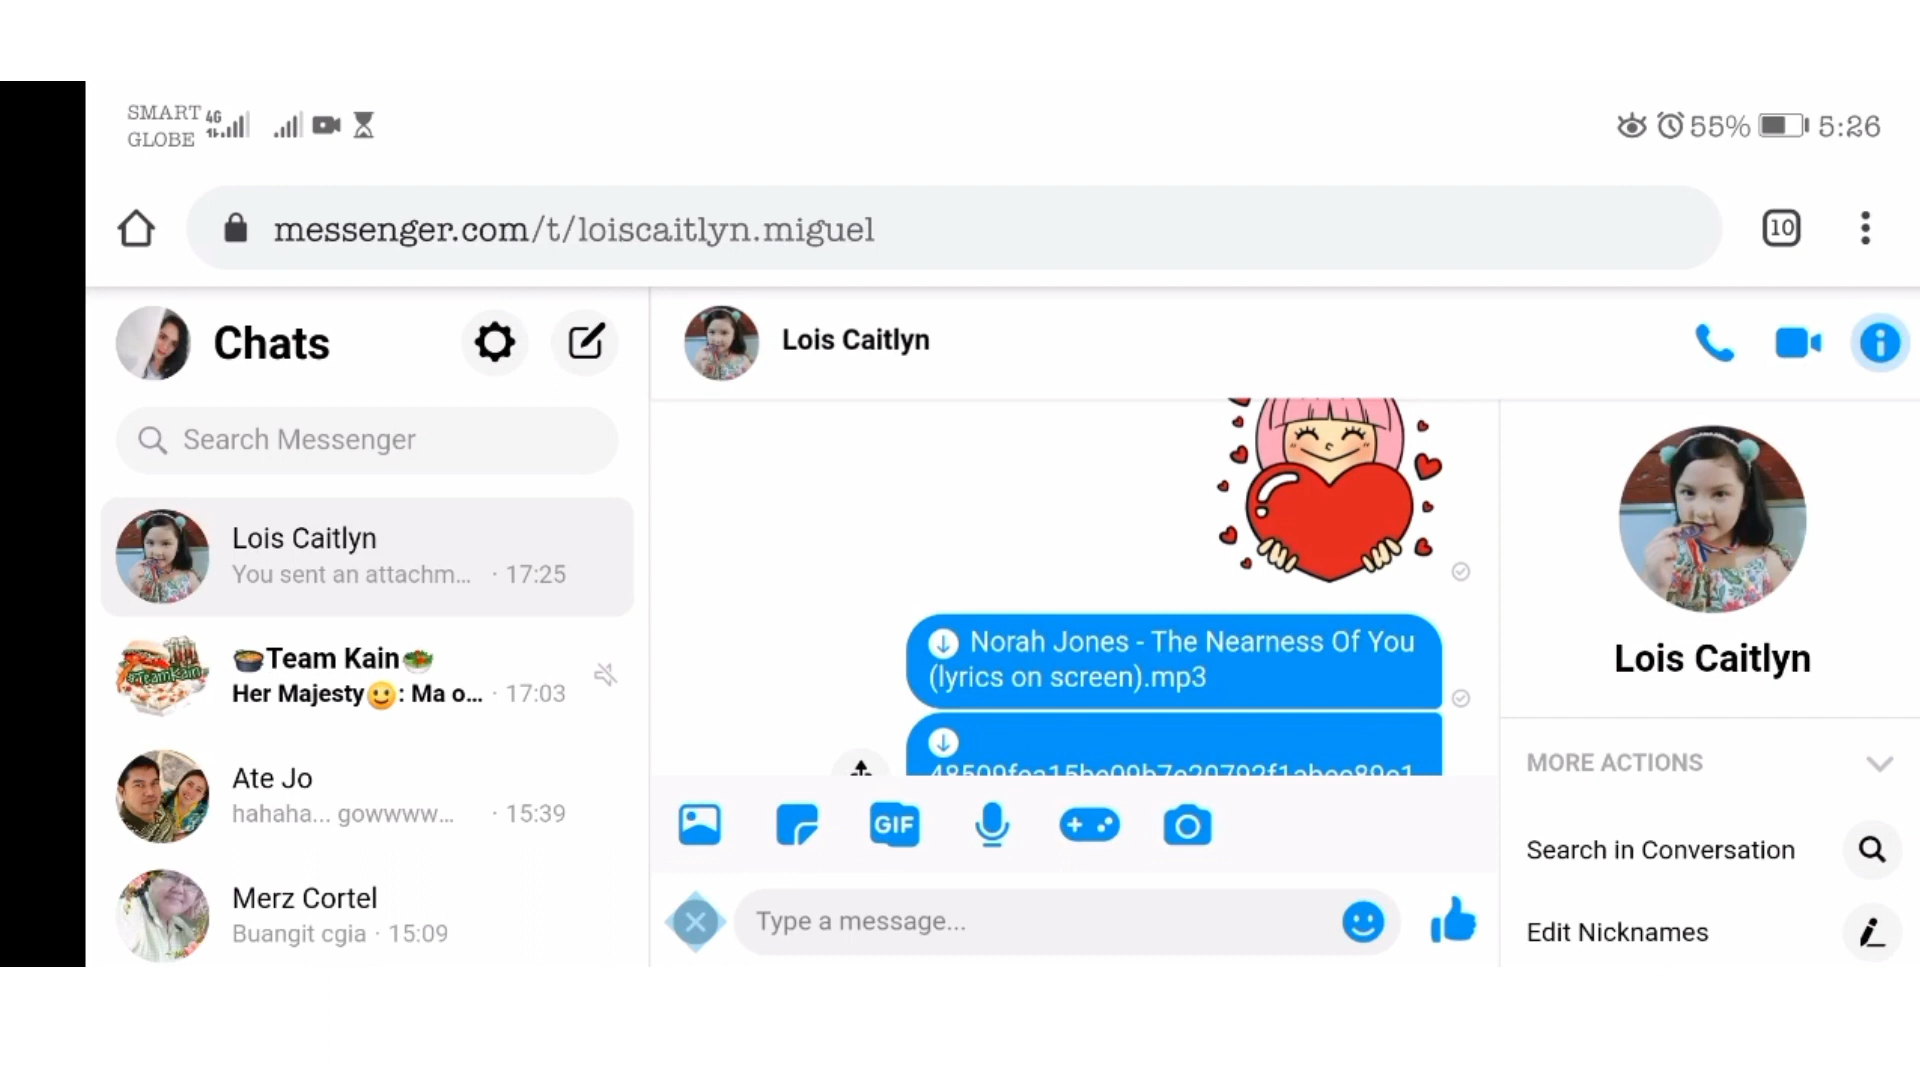 SMART 4G
GLOBE
55% 5:26
messenger.com/t/loiscaitlyn.miguel
10
Chats
Search Messenger
Lois Caitlyn
You sent an attachm... · 17:25
Team Kain
Her Majesty🙂: Ma o... · 17:03
Ate Jo
hahaha... gowwww... · 15:39
Merz Cortel
Buangit cgia · 15:09
Lois Caitlyn
Norah Jones - The Nearness Of You
(lyrics on screen).mp3
GIF
Type a message...
Lois Caitlyn
MORE ACTIONS
Search in Conversation
Edit Nicknames